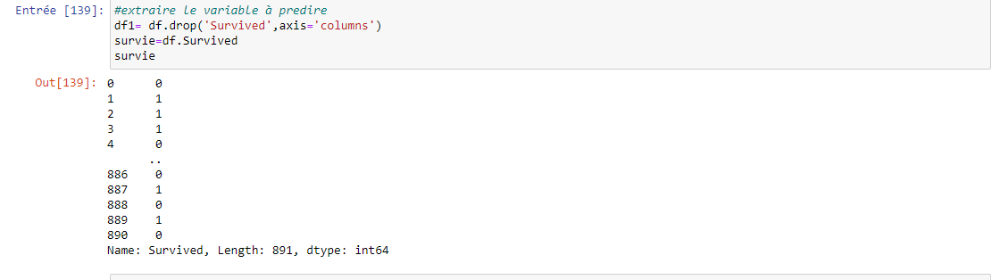 Entrée [139]: #extraire le variable à predire
df1= df.drop('Survived',axis='columns')
survie=df.Survived
survie
Out[139]: 0      0
1      1
2      1
3      1
4      0
..
886    0
887    1
888    0
889    1
890    0
Name: Survived, Length: 891, dtype: int64